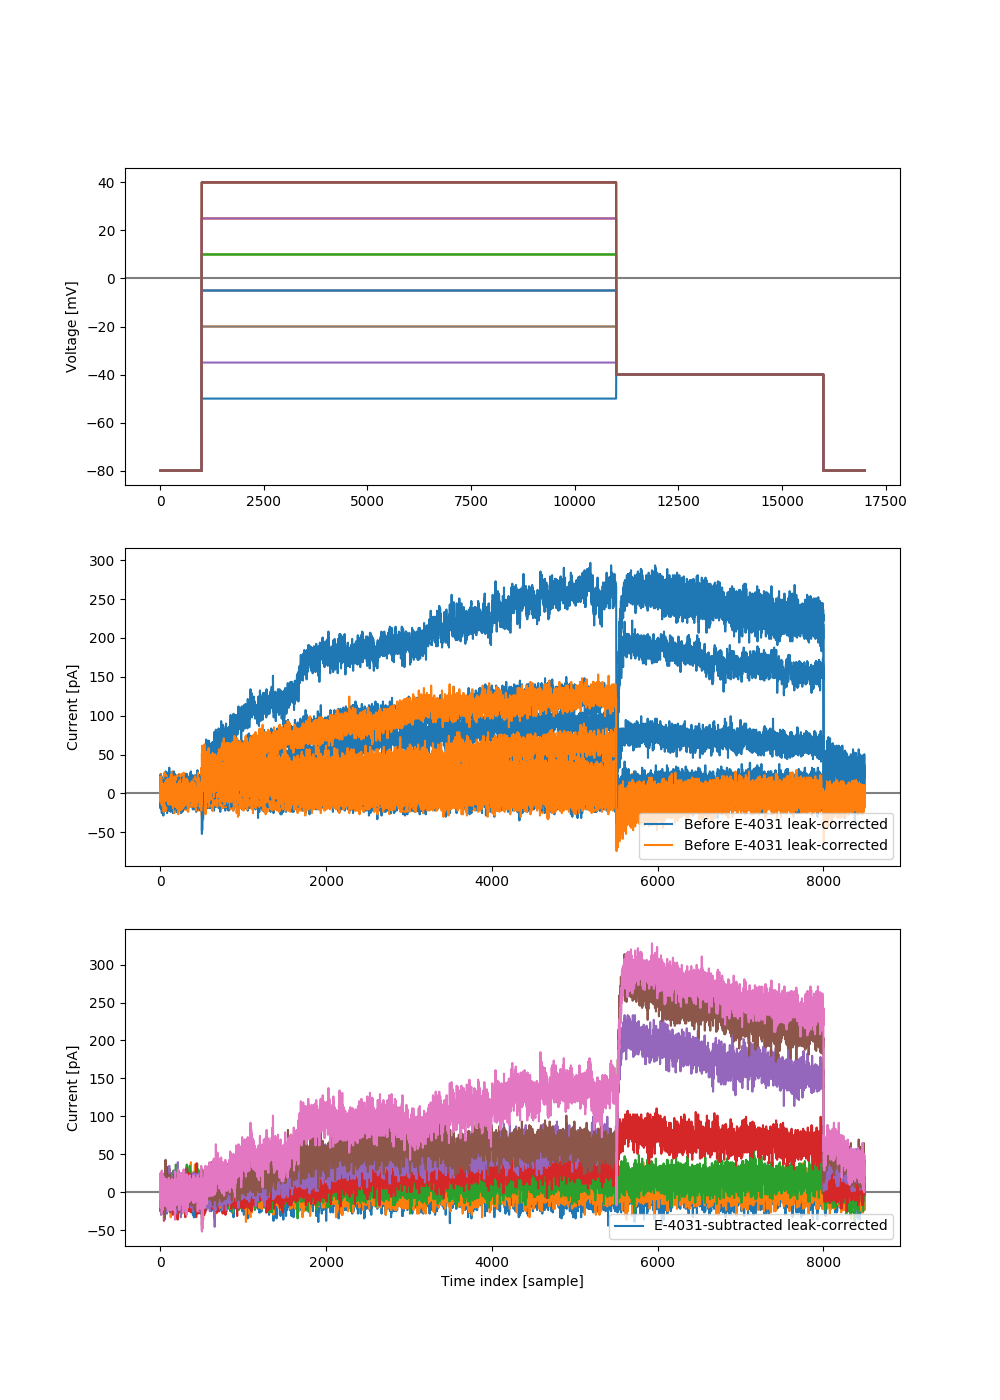 Voltage [mV]
40
20
0
−20
−40
−60
−80
0 2500 5000 7500 10000 12500 15000 17500
Current [pA]
300
250
200
150
100
50
0
−50
Before E-4031 leak-corrected
Before E-4031 leak-corrected
0 2000 4000 6000 8000
Current [pA]
300
250
200
150
100
50
0
−50
E-4031-subtracted leak-corrected
0 2000 4000 6000 8000
Time index [sample]